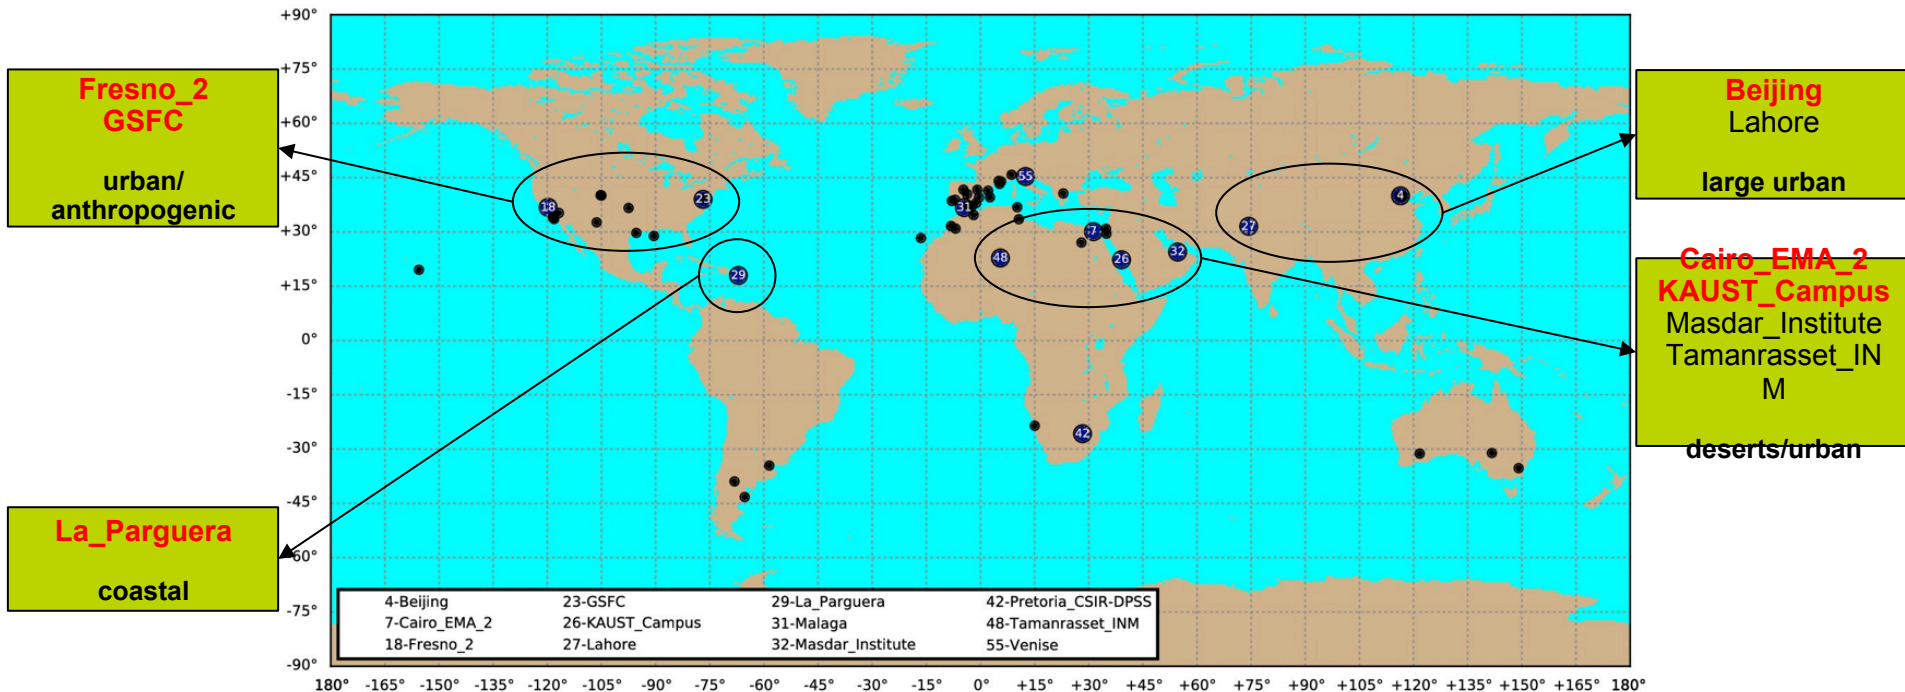 Fresno_2
GSFC
urban/
anthropogenic
La_Parguera
coastal
+90°
+75°
+60°
+45°
+30°
+15°
0°
-15°
-30°
-45°
-60°
-75°
-90°
18
23
29
55
31
48
7
26
32
27
4
42
4-Beijing 23-GSFC 29-La_Parguera 42-Pretoria_CSIR-DPSS
7-Cairo_EMA_2 26-KAUST_Campus 31-Malaga 48-Tamanrasset_INM
18-Fresno_2 27-Lahore 32-Masdar_Institute 55-Venise
180° -165° -150° -135° -120° -105° -90° -75° -60° -45° -30° -15° 0° +15° +30° +45° +60° +75° +90° +105° +120° +135° +150° +165° 180°
Beijing
Lahore
large urban
Cairo_EMA_2
KAUST_Campus
Masdar_Institute
Tamanrasset_IN
M
deserts/urban